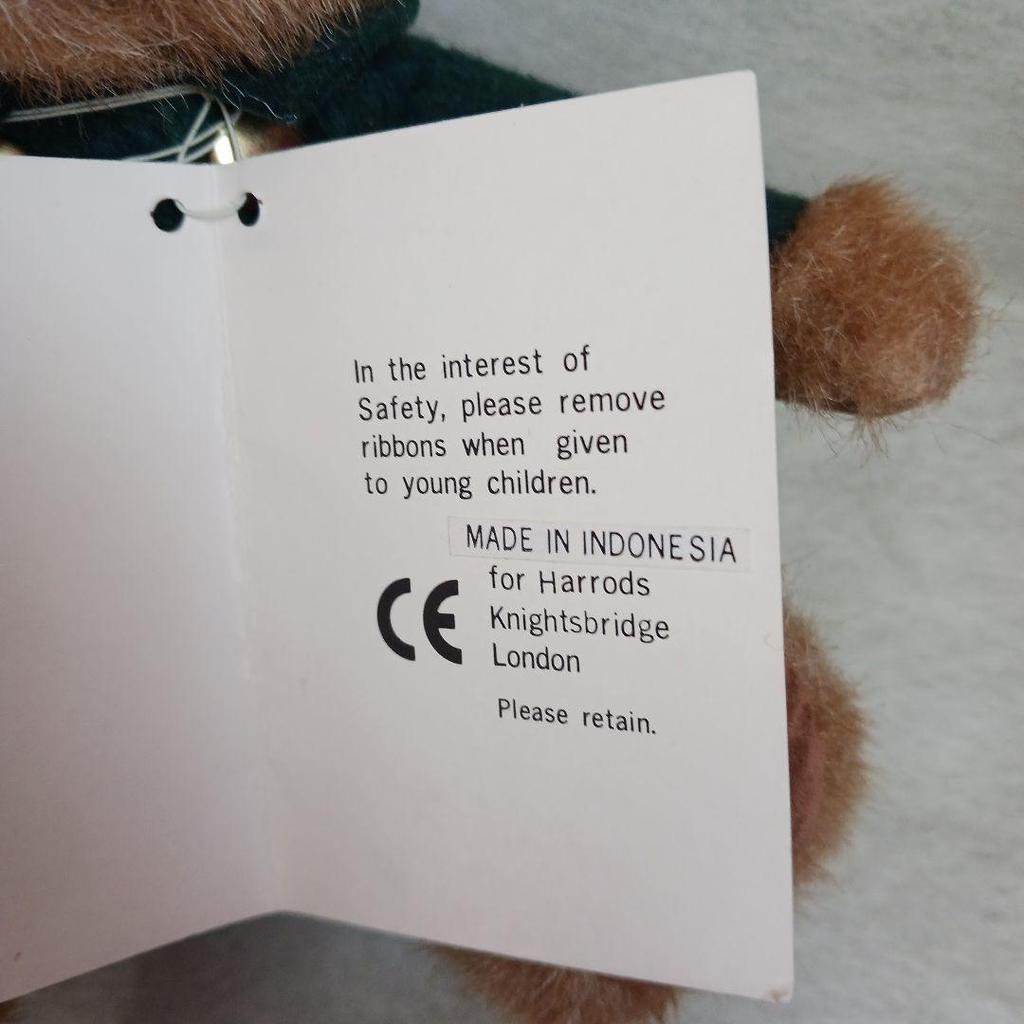 In the interest of
Safety, please remove
ribbons when given
to young children.
MADE IN INDONESIA
for Harrods
CE Knightsbridge
London
Please retain.